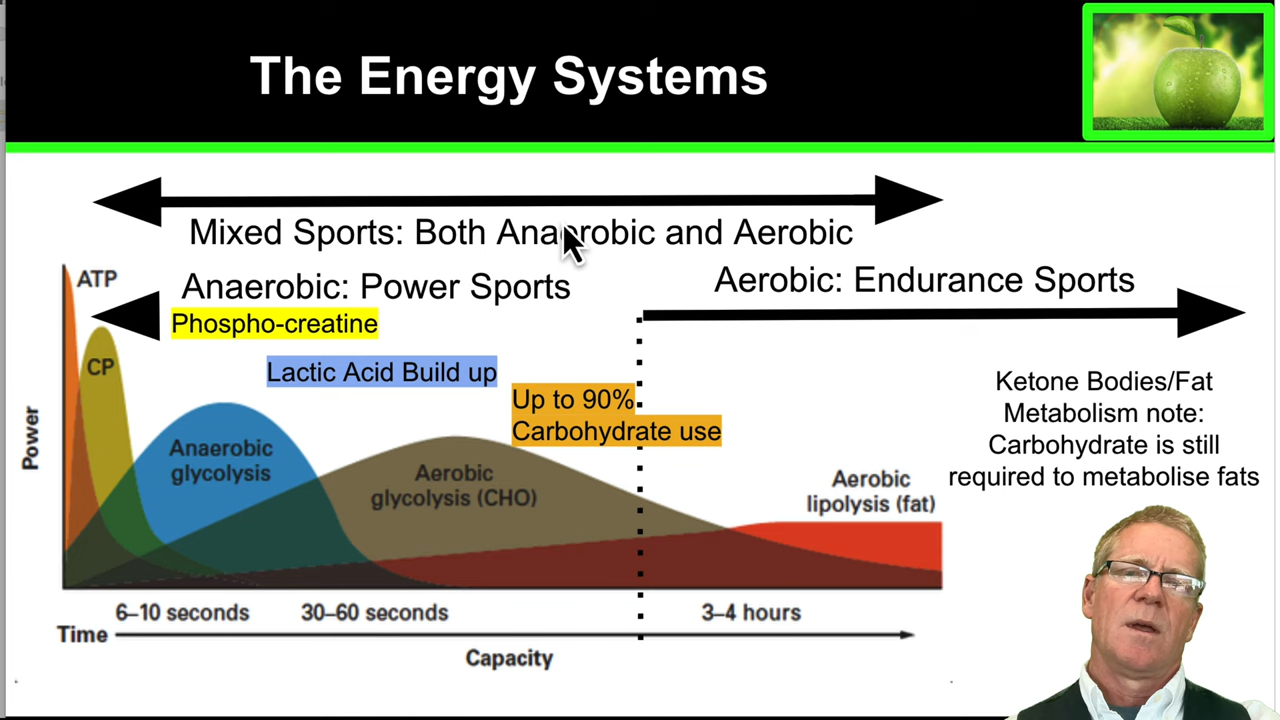 The Energy Systems
Mixed Sports: Both Anaerobic and Aerobic
Anaerobic: Power Sports
Aerobic: Endurance Sports
ATP
Phospho-creatine
CP
Lactic Acid Build up
Up to 90%
Carbohydrate use
Ketone Bodies/Fat
Metabolism note:
Carbohydrate is still
required to metabolise fats
Power
Anaerobic
glycolysis
Aerobic
glycolysis (CHO)
Aerobic
lipolysis (fat)
6–10 seconds
30–60 seconds
3–4 hours
Time
Capacity